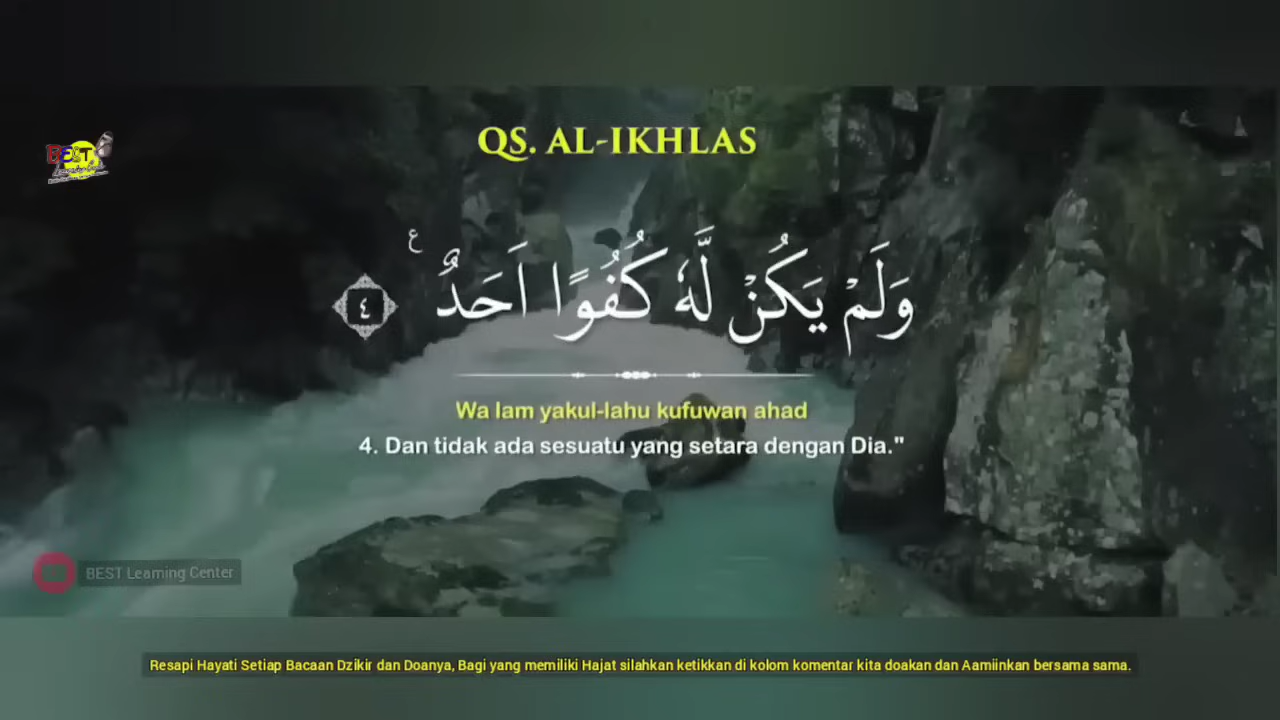 BEST
QS. AL-IKHLAS
وَلَمْ يَكُنْ لَّهٗ كُفُوًا اَحَدٌ ࣖ ٤
Wa lam yakul-lahu kufuwan ahad
4. Dan tidak ada sesuatu yang setara dengan Dia."
BEST Learning Center
Resapi Hayati Setiap Bacaan Dzikir dan Doanya, Bagi yang memiliki Hajat silahkan ketikkan di kolom komentar kita doakan dan Aamiinkan bersama sama.